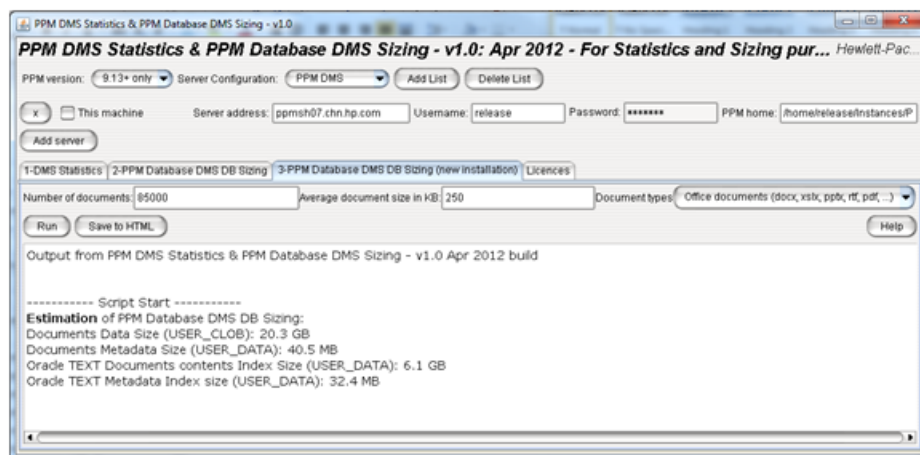 PPM DMS Statistics & PPM Database DMS Sizing - v1.0
PPM DMS Statistics & PPM Database DMS Sizing - v1.0: Apr 2012 - For Statistics and Sizing pur... Hewlett-Pac...
PPM version: 9.13+ only Server Configuration: PPM DMS Add List Delete List
x This machine Server address: ppmsh07.chn.hp.com Username: release Password: ******* PPM home: /home/release/instances/P
Add server
1-DMS Statistics 2-PPM Database DMS DB Sizing 3-PPM Database DMS DB Sizing (new installation) Licences
Number of documents: 85000 Average document size in KB: 250 Document types Office documents (docx, xslx, pptx, rtf, pdf, ...)
Run Save to HTML Help
Output from PPM DMS Statistics & PPM Database DMS Sizing - v1.0 Apr 2012 build
----------- Script Start -----------
Estimation of PPM Database DMS DB Sizing:
Documents Data Size (USER_CLOB): 20.3 GB
Documents Metadata Size (USER_DATA): 40.5 MB
Oracle TEXT Documents contents Index Size (USER_DATA): 6.1 GB
Oracle TEXT Metadata Index size (USER_DATA): 32.4 MB